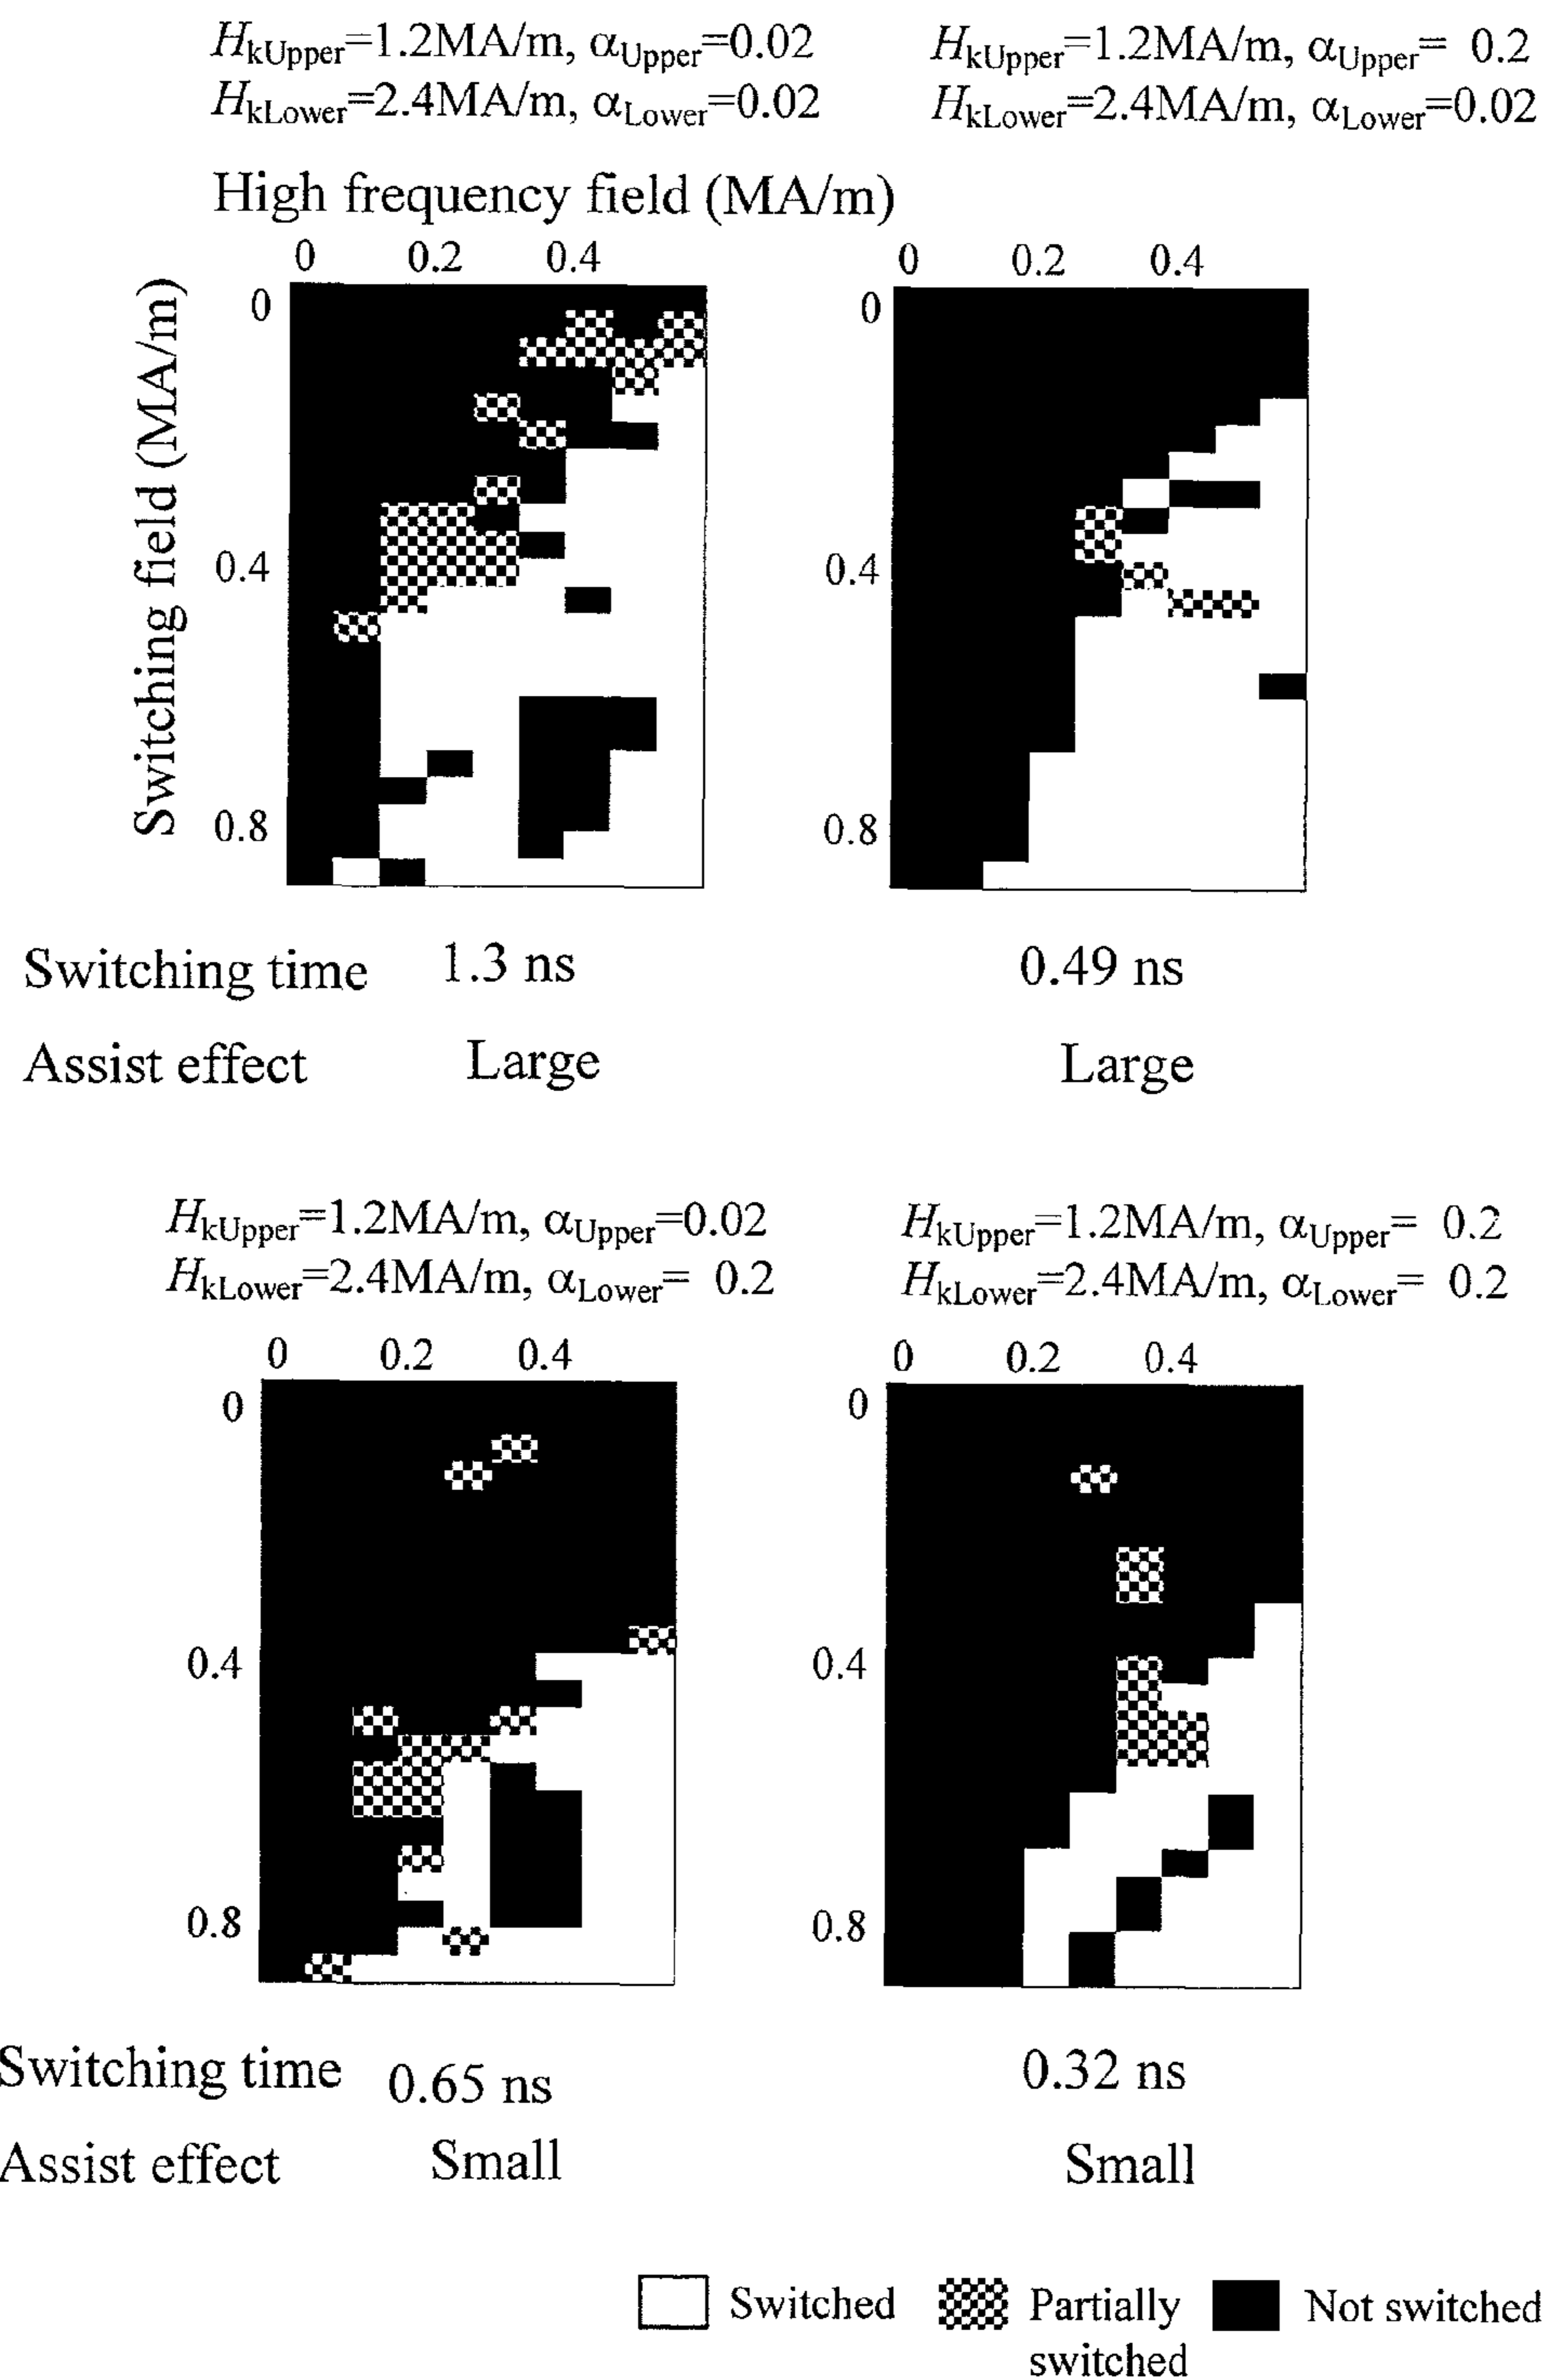 HkUpper=1.2MA/m, αUpper=0.02
HkLower=2.4MA/m, αLower=0.02
HkUpper=1.2MA/m, αUpper= 0.2
HkLower=2.4MA/m, αLower=0.02
High frequency field (MA/m)
0 0.2 0.4
0 0.2 0.4
Switching field (MA/m)
0
0.4
0.8
0
0.4
0.8
Switching time 1.3 ns 0.49 ns
Assist effect Large Large
HkUpper=1.2MA/m, αUpper=0.02
HkLower=2.4MA/m, αLower= 0.2
HkUpper=1.2MA/m, αUpper= 0.2
HkLower=2.4MA/m, αLower= 0.2
0 0.2 0.4
0 0.2 0.4
0
0.4
0.8
0
0.4
0.8
Switching time 0.65 ns 0.32 ns
Assist effect Small Small
Switched
Partially
switched
Not switched